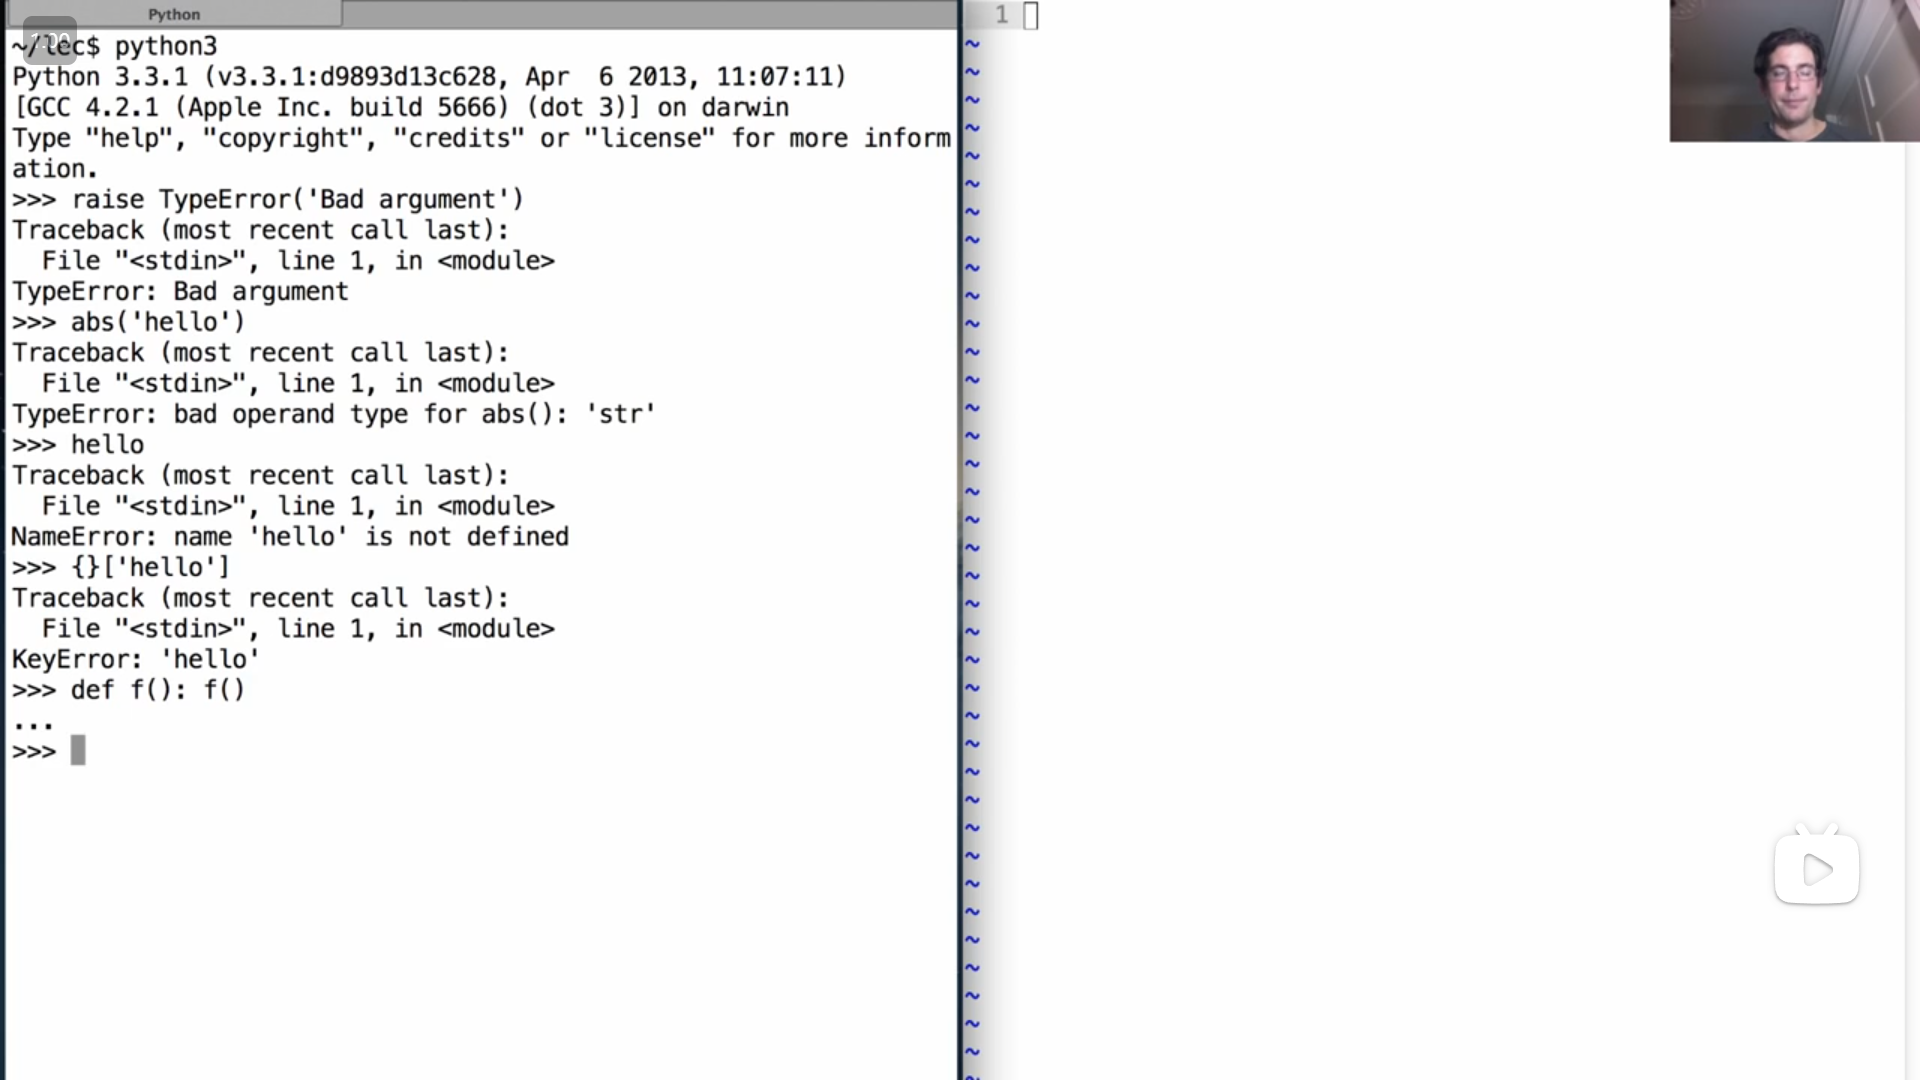 Python
1:00
~/lec$ python3
Python 3.3.1 (v3.3.1:d9893d13c628, Apr  6 2013, 11:07:11)
[GCC 4.2.1 (Apple Inc. build 5666) (dot 3)] on darwin
Type "help", "copyright", "credits" or "license" for more inform
ation.
>>> raise TypeError('Bad argument')
Traceback (most recent call last):
  File "<stdin>", line 1, in <module>
TypeError: Bad argument
>>> abs('hello')
Traceback (most recent call last):
  File "<stdin>", line 1, in <module>
TypeError: bad operand type for abs(): 'str'
>>> hello
Traceback (most recent call last):
  File "<stdin>", line 1, in <module>
NameError: name 'hello' is not defined
>>> {}['hello']
Traceback (most recent call last):
  File "<stdin>", line 1, in <module>
KeyError: 'hello'
>>> def f(): f()
...
>>>
1